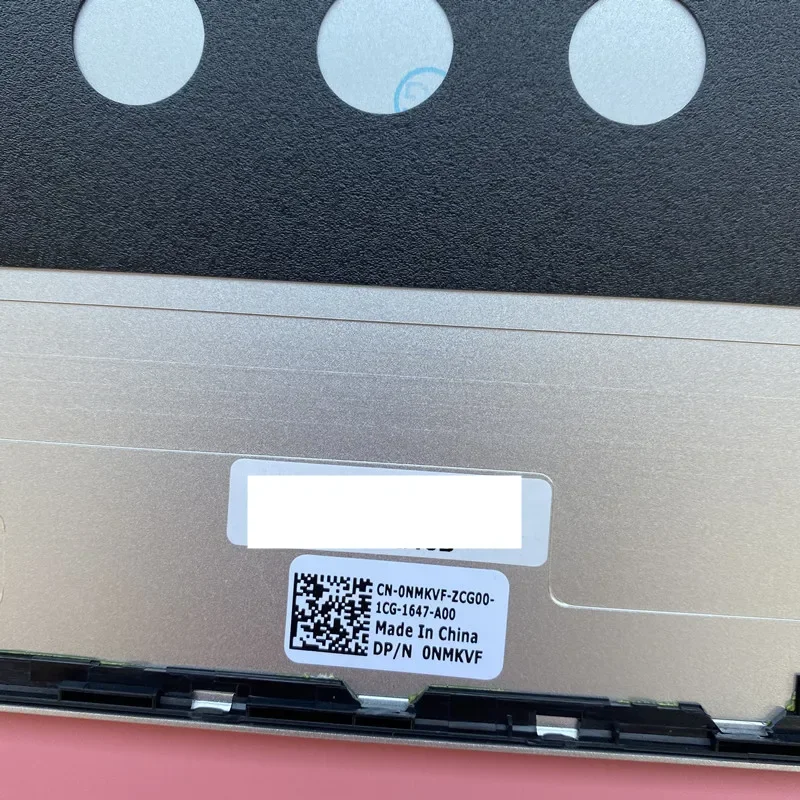 CN-0NMKVF-ZCG00-
1CG-1647-A00
Made In China
DP/N 0NMKVF